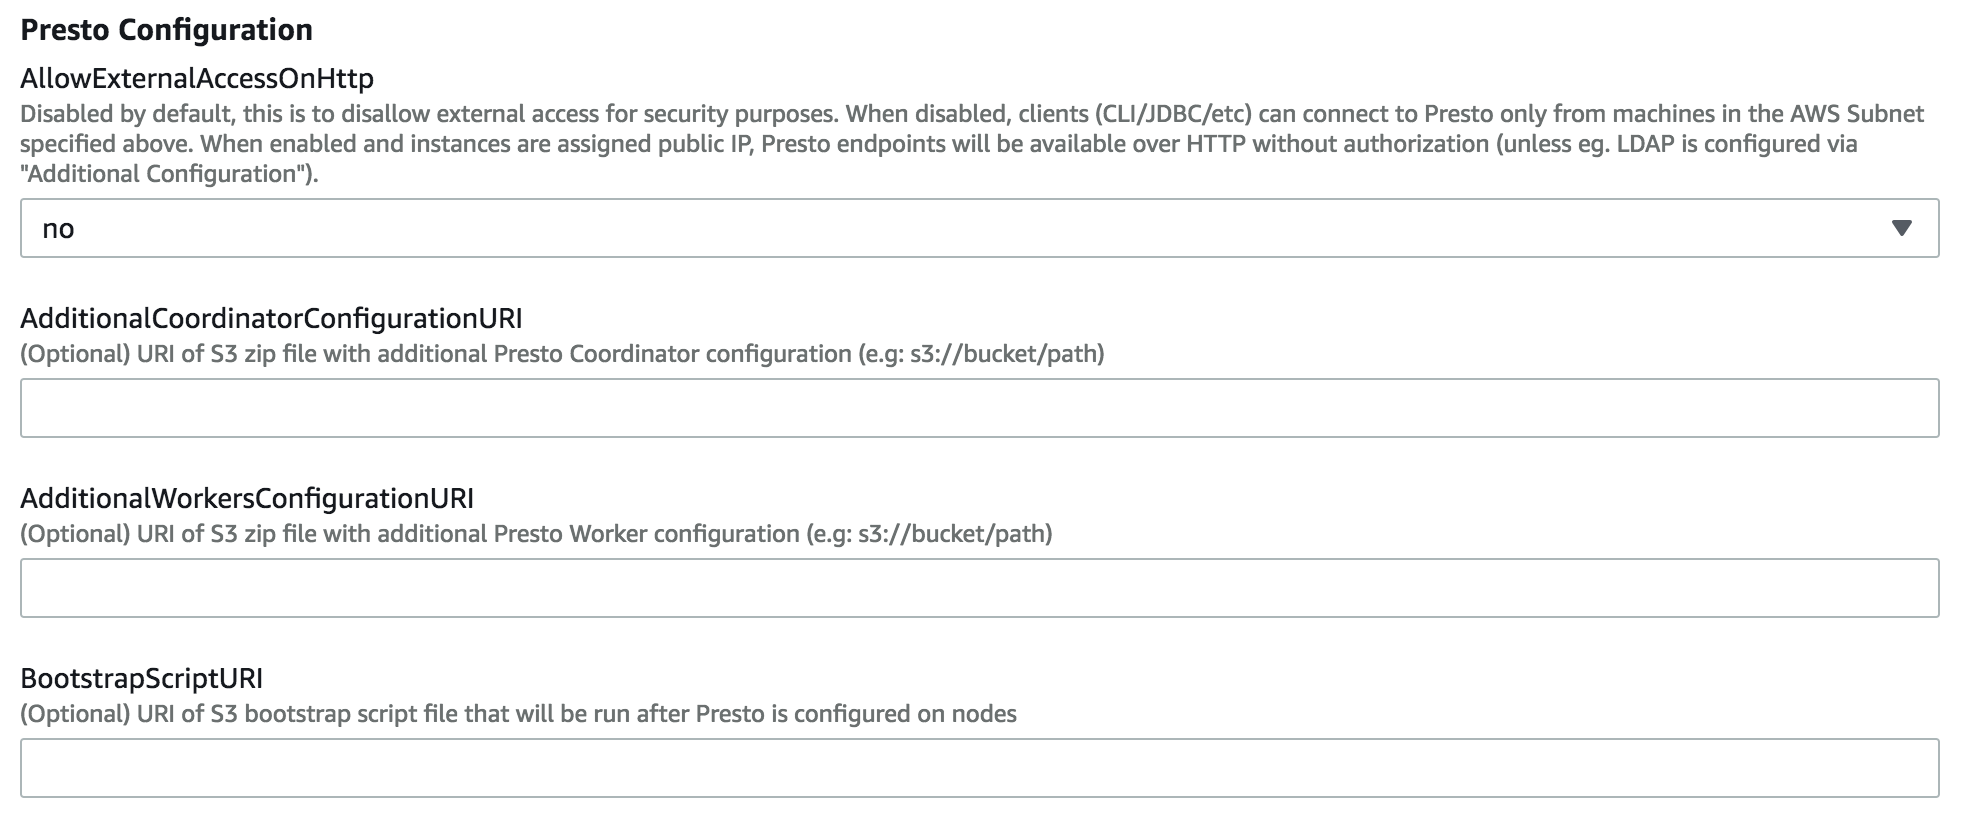 Presto Configuration
AllowExternalAccessOnHttp
Disabled by default, this is to disallow external access for security purposes. When disabled, clients (CLI/JDBC/etc) can connect to Presto only from machines in the AWS Subnet
specified above. When enabled and instances are assigned public IP, Presto endpoints will be available over HTTP without authorization (unless eg. LDAP is configured via
"Additional Configuration").
no
AdditionalCoordinatorConfigurationURI
(Optional) URI of S3 zip file with additional Presto Coordinator configuration (e.g: s3://bucket/path)
AdditionalWorkersConfigurationURI
(Optional) URI of S3 zip file with additional Presto Worker configuration (e.g: s3://bucket/path)
BootstrapScriptURI
(Optional) URI of S3 bootstrap script file that will be run after Presto is configured on nodes